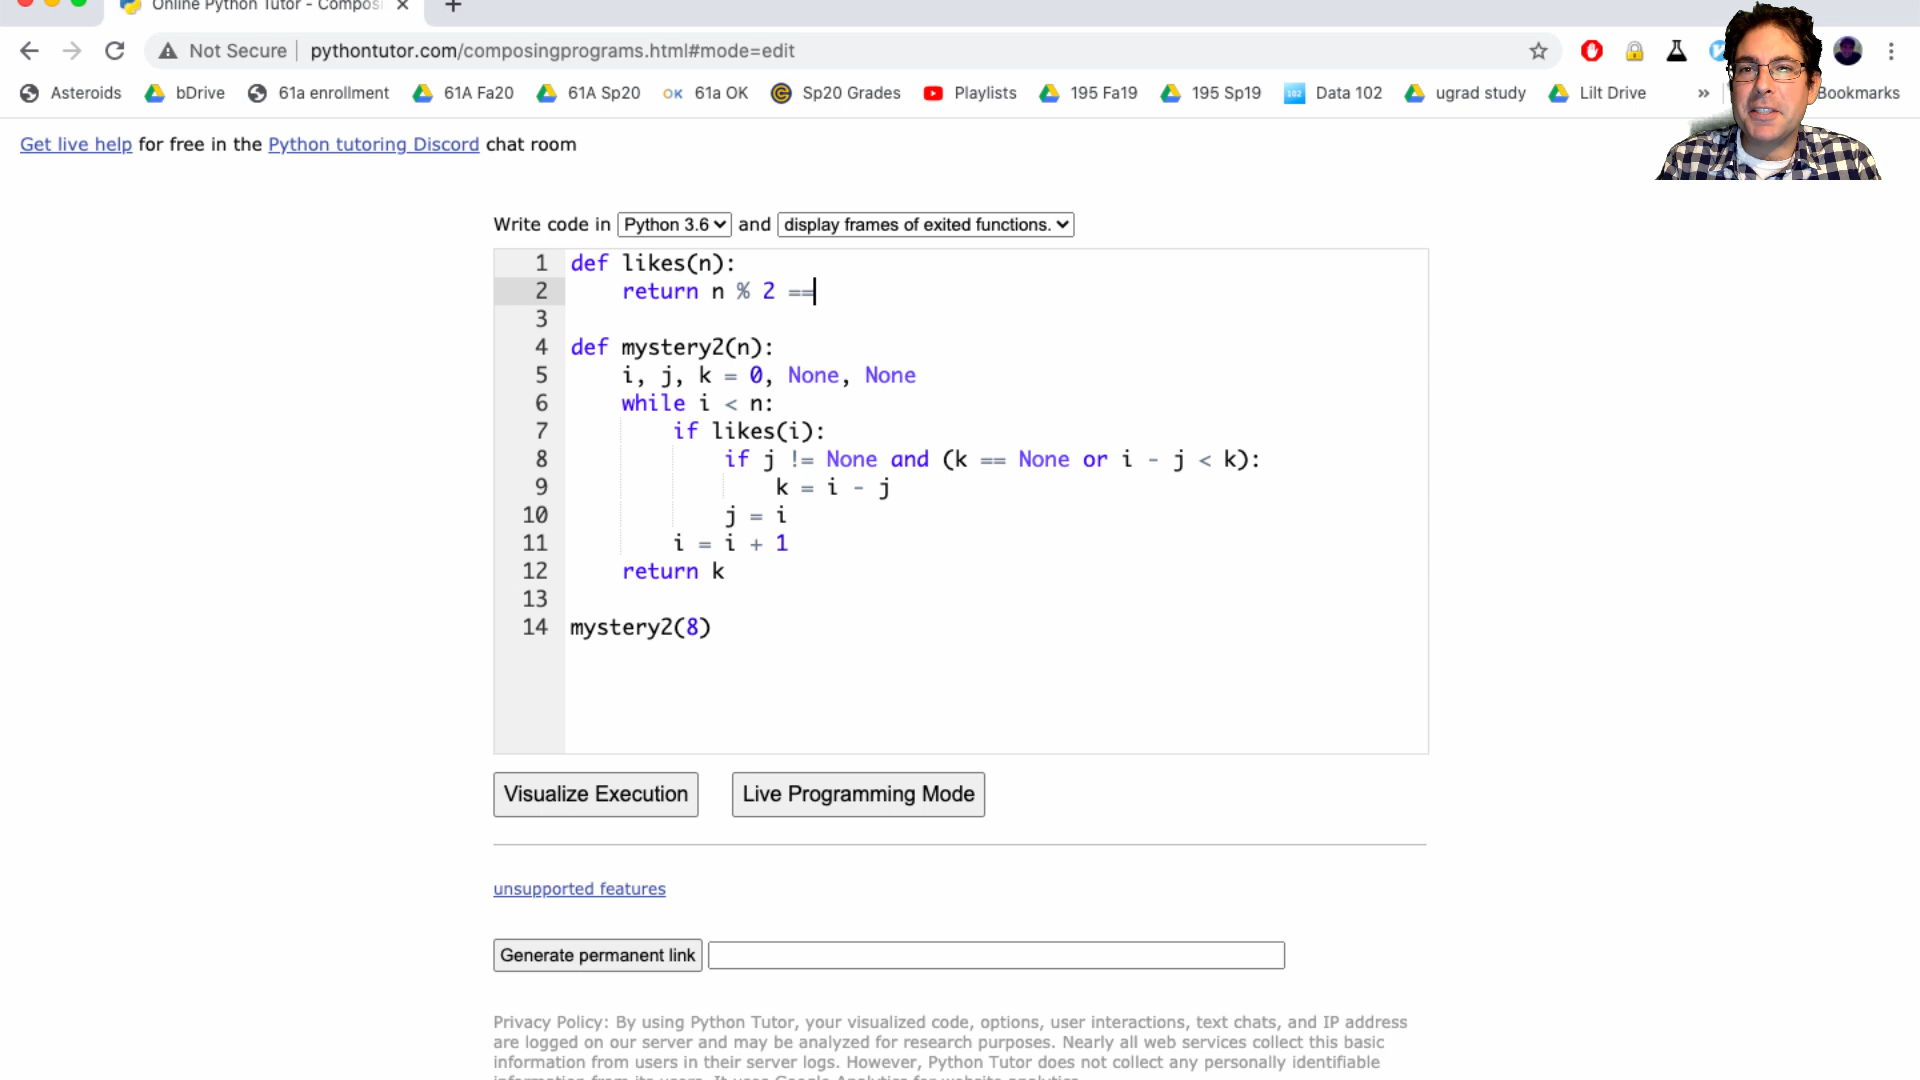 Online Python Tutor - Composi
Not Secure | pythontutor.com/composingprograms.html#mode=edit
Asteroids bDrive 61a enrollment 61A Fa20 61A Sp20 OK 61a OK Sp20 Grades Playlists 195 Fa19 195 Sp19 102 Data 102 ugrad study Lilt Drive » Bookmarks
Get live help for free in the Python tutoring Discord chat room
Write code in Python 3.6 and display frames of exited functions.
1 def likes(n):
2 return n % 2 ==
3
4 def mystery2(n):
5 i, j, k = 0, None, None
6 while i < n:
7 if likes(i):
8 if j != None and (k == None or i - j < k):
9 k = i - j
10 j = i
11 i = i + 1
12 return k
13
14 mystery2(8)
Visualize Execution Live Programming Mode
unsupported features
Generate permanent link
Privacy Policy: By using Python Tutor, your visualized code, options, user interactions, text chats, and IP address
are logged on our server and may be analyzed for research purposes. Nearly all web services collect this basic
information from users in their server logs. However, Python Tutor does not collect any personally identifiable